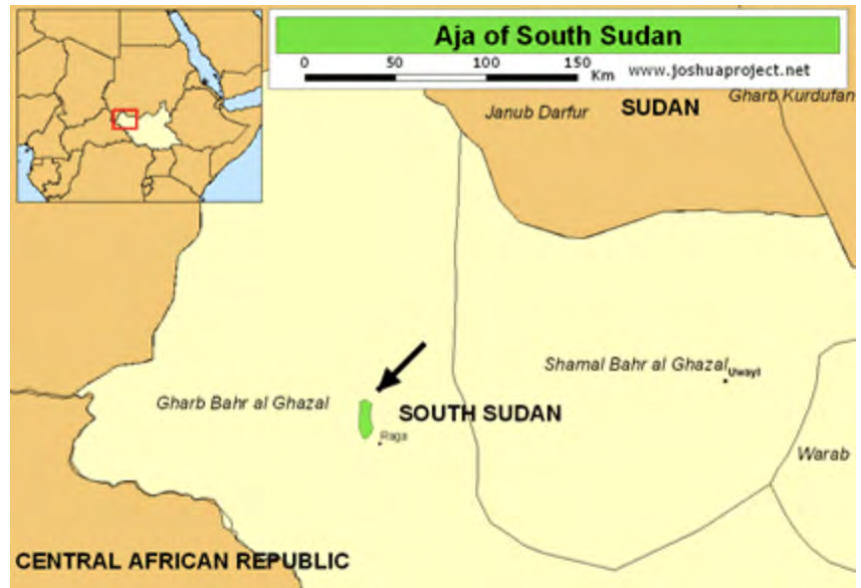 Aja of South Sudan
0 50 100 150
Km www.joshuaproject.net
Janub Darfur
SUDAN
Gharb Kurdufan
Shamal Bahr al Ghazal
Uwayl
Gharb Bahr al Ghazal
SOUTH SUDAN
Raga
Warab
CENTRAL AFRICAN REPUBLIC